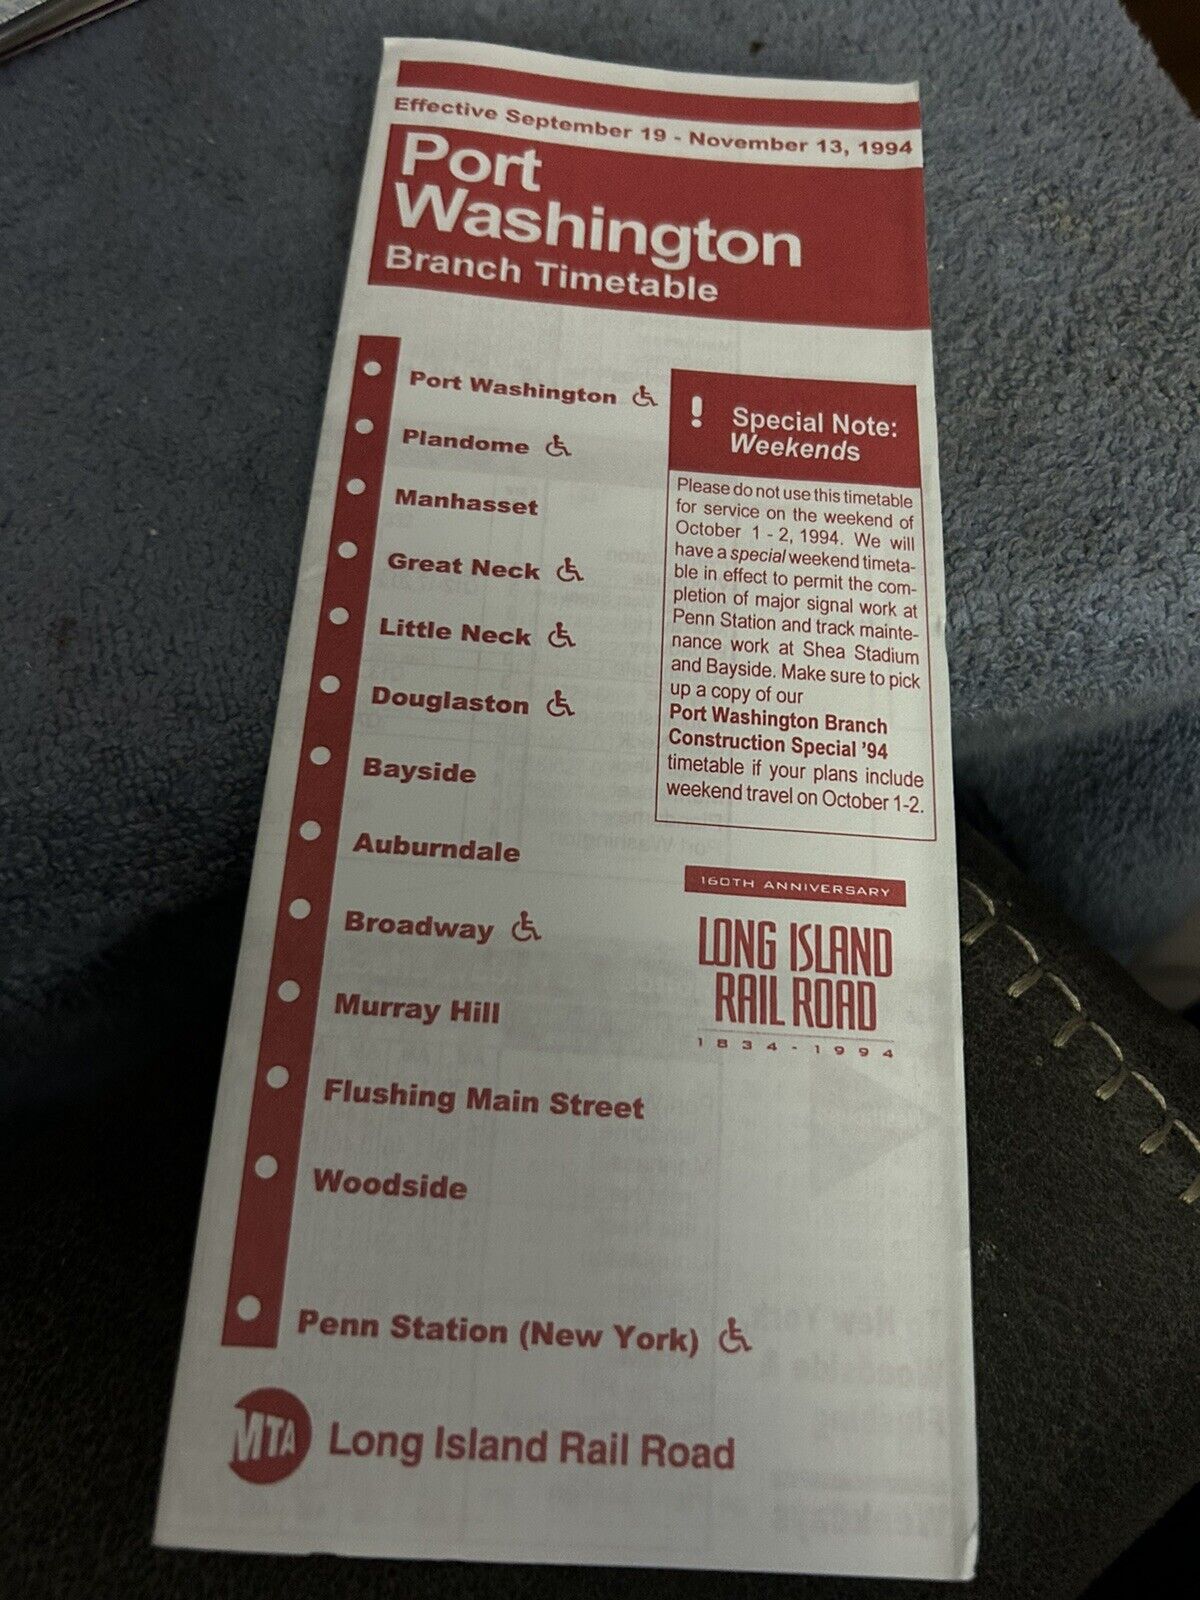 Effective September 19 - November 13, 1994
Port
Washington
Branch Timetable
Port Washington
Plandome
Manhasset
Great Neck
Little Neck
Douglaston
Bayside
Auburndale
Broadway
Murray Hill
Flushing Main Street
Woodside
Penn Station (New York)
! Special Note:
Weekends
Please do not use this timetable
for service on the weekend of
October 1 - 2, 1994. We will
have a special weekend timeta-
ble in effect to permit the com-
pletion of major signal work at
Penn Station and track mainte-
nance work at Shea Stadium
and Bayside. Make sure to pick
up a copy of our
Port Washington Branch
Construction Special '94
timetable if your plans include
weekend travel on October 1-2.
160TH ANNIVERSARY
LONG ISLAND
RAIL ROAD
1834-1994
MTA Long Island Rail Road